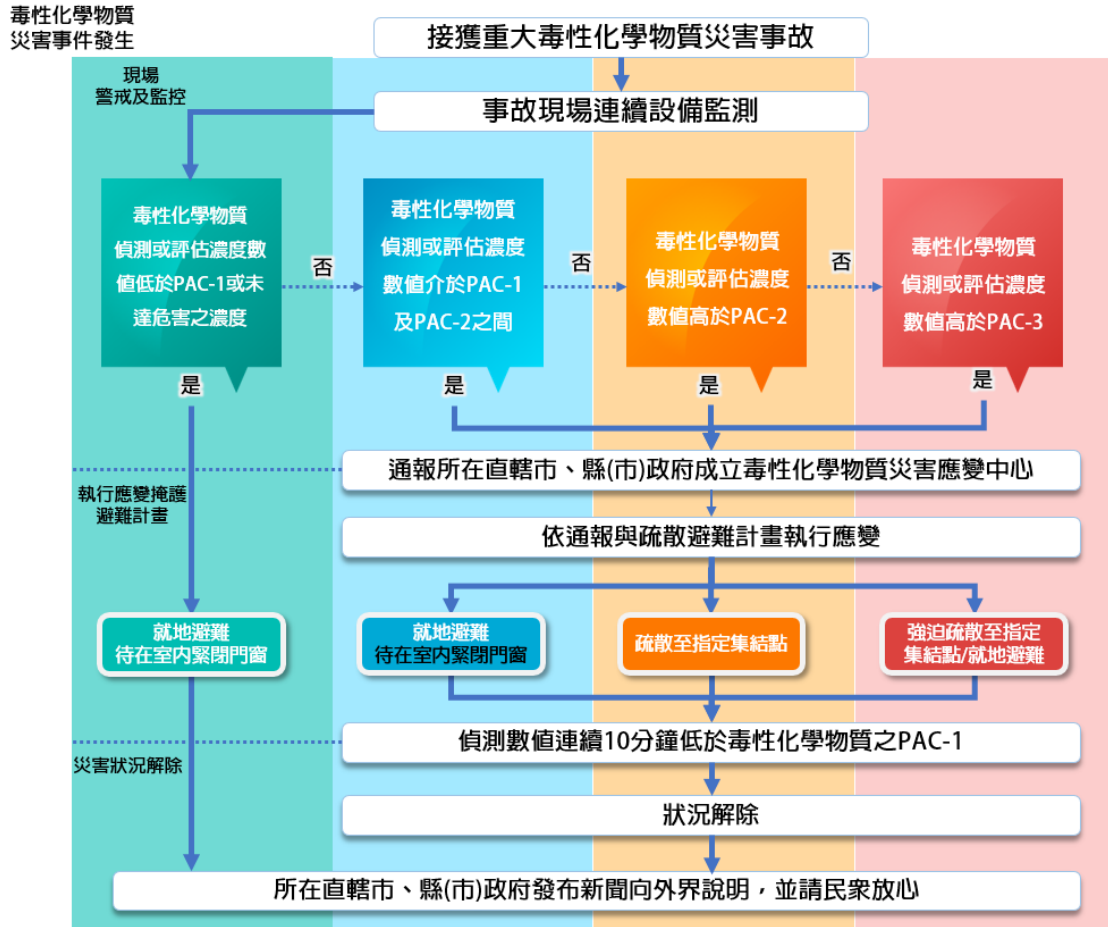 毒性化學物質
災害事件發生
接獲重大毒性化學物質災害事故
現場
警戒及監控
事故現場連續設備監測
毒性化學物質
偵測或評估濃度數
值低於PAC-1或未
達危害之濃度
否
毒性化學物質
偵測或評估濃度
數值介於PAC-1
及PAC-2之間
否
毒性化學物質
偵測或評估濃度
數值高於PAC-2
否
毒性化學物質
偵測或評估濃度
數值高於PAC-3
是
是
是
是
通報所在直轄市、縣(市)政府成立毒性化學物質災害應變中心
執行應變掩護
避難計畫
依通報與疏散避難計畫執行應變
就地避難
待在室內緊閉門窗
就地避難
待在室內緊閉門窗
疏散至指定集結點
強迫疏散至指定
集結點/就地避難
偵測數值連續10分鐘低於毒性化學物質之PAC-1
災害狀況解除
狀況解除
所在直轄市、縣(市)政府發布新聞向外界說明，並請民眾放心